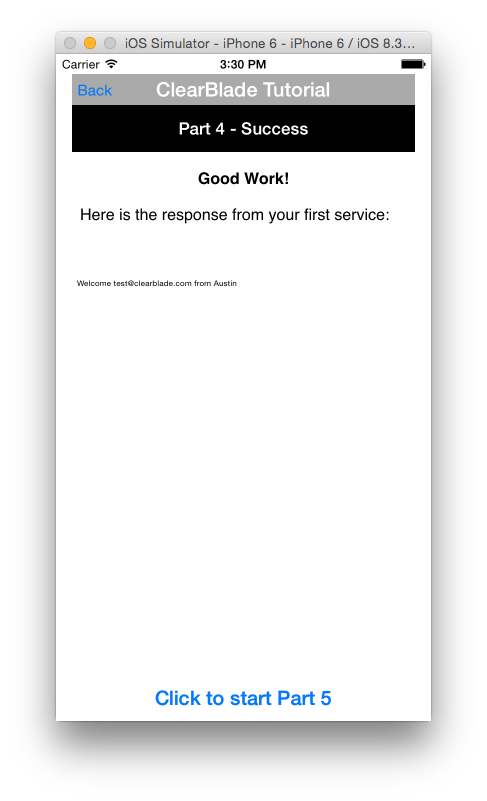 iOS Simulator - iPhone 6 - iPhone 6 / iOS 8.3...
Carrier 3:30 PM
Back ClearBlade Tutorial
Part 4 - Success
Good Work!
Here is the response from your first service:
Welcome test@clearblade.com from Austin
Click to start Part 5